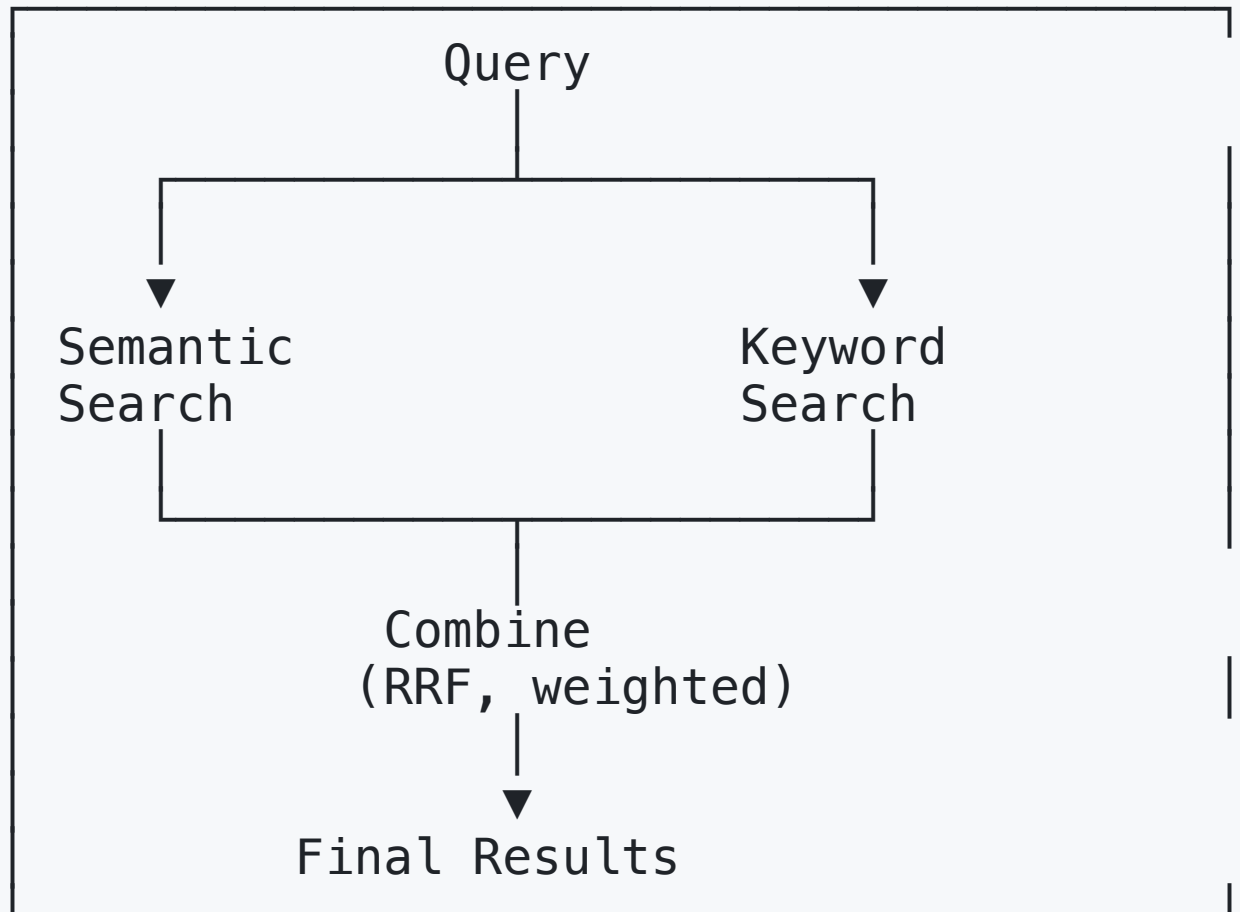 Query
Semantic
Keyword
Search
Search
Combine
(RRF, weighted)
Final Results